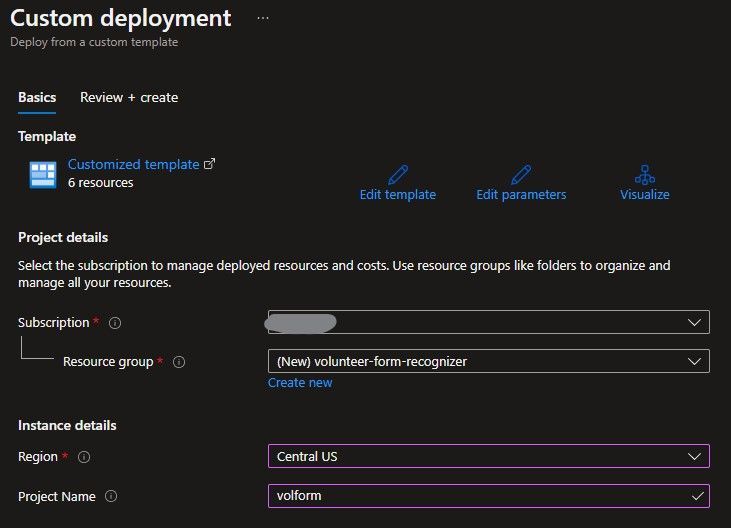 Custom deployment ...
Deploy from a custom template
Basics Review + create
Template
Customized template
6 resources
Edit template Edit parameters Visualize
Project details
Select the subscription to manage deployed resources and costs. Use resource groups like folders to organize and
manage all your resources.
Subscription *
Resource group * (New) volunteer-form-recognizer
Create new
Instance details
Region * Central US
Project Name volform